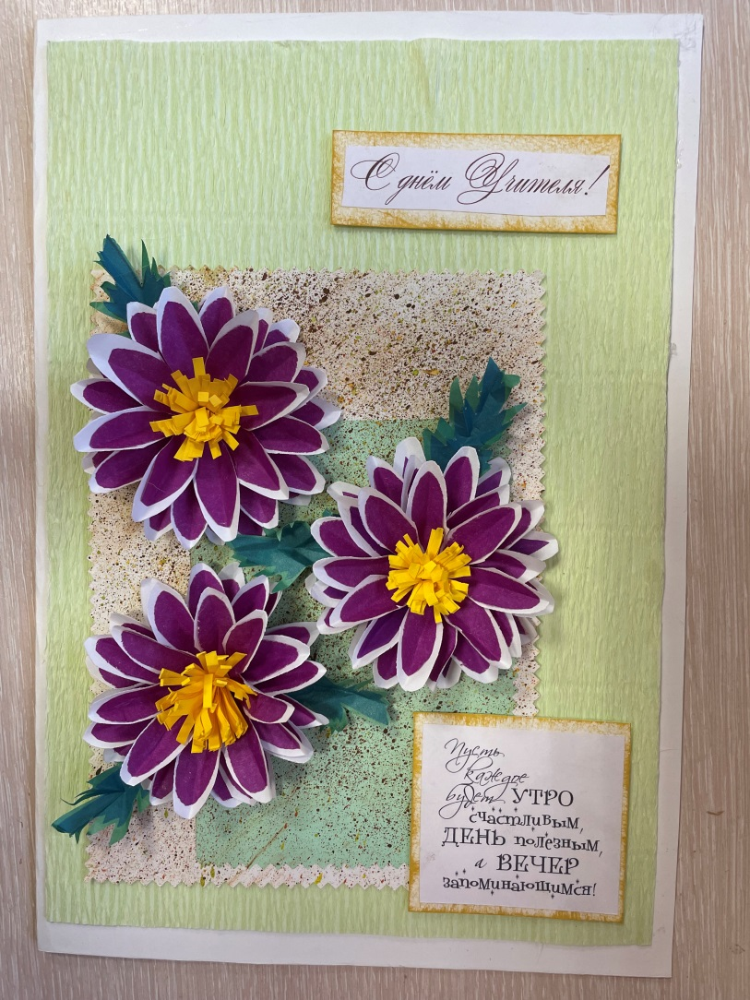 С днём Учителя!
Пусть
каждое
будет УТРО
счастливым,
ДЕНЬ полезным,
а ВЕЧЕР
запоминающимся!